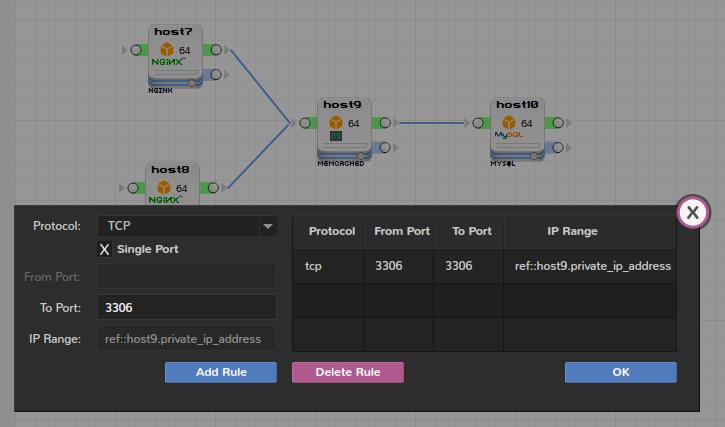 host7
64
NGINX
NGINX
host9
64
MEMCACHED
host10
64
MySQL
MYSQL
host8
64
NGINX
X
Protocol:
TCP
X Single Port
From Port:
To Port:
3306
IP Range:
ref::host9.private_ip_address
Add Rule
Protocol From Port To Port IP Range
tcp 3306 3306 ref::host9.private_ip_address
Delete Rule
OK